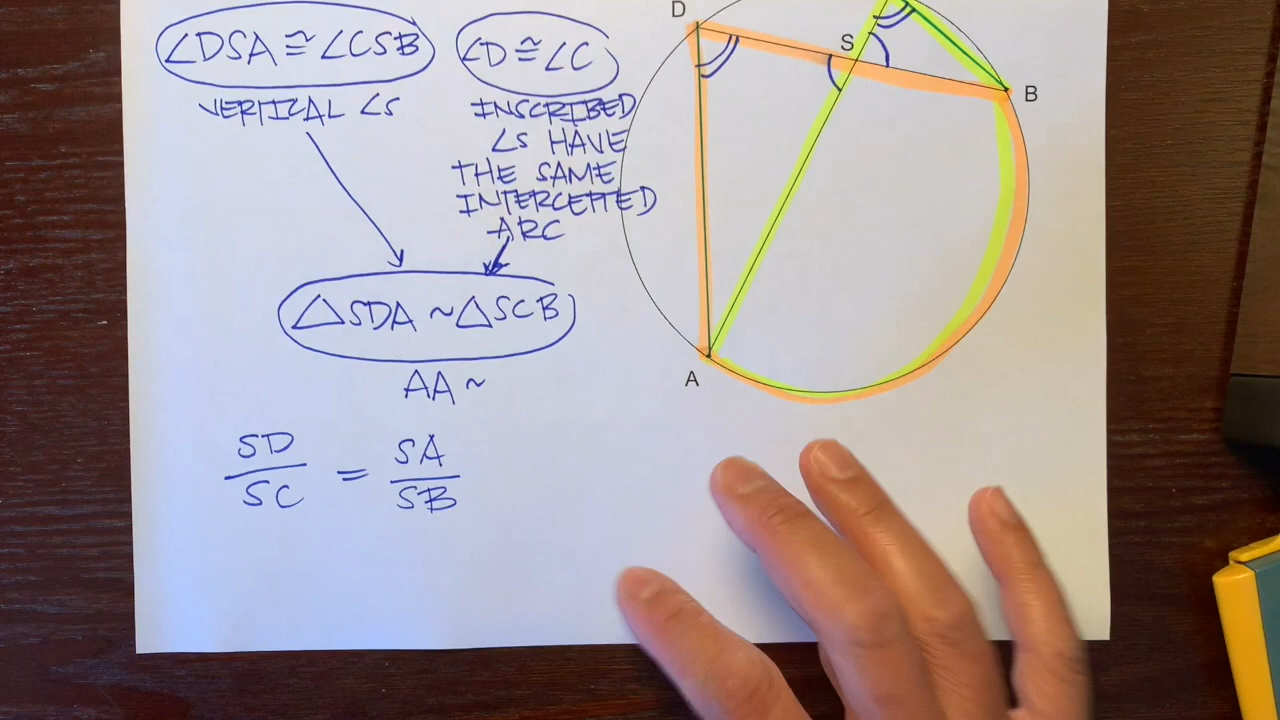 ∠DSA ≅ ∠CSB
VERTICAL ∠S
∠D ≅ ∠C
INSCRIBED
∠S HAVE
THE SAME
INTERCEPTED
ARC
△SDA ~ △SCB
AA ~
SD/SC = SA/SB
D
S
B
A